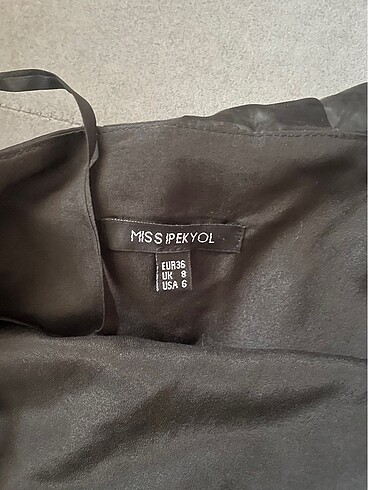 MISS IPEKYOL
EUR36
UK 8
USA 6